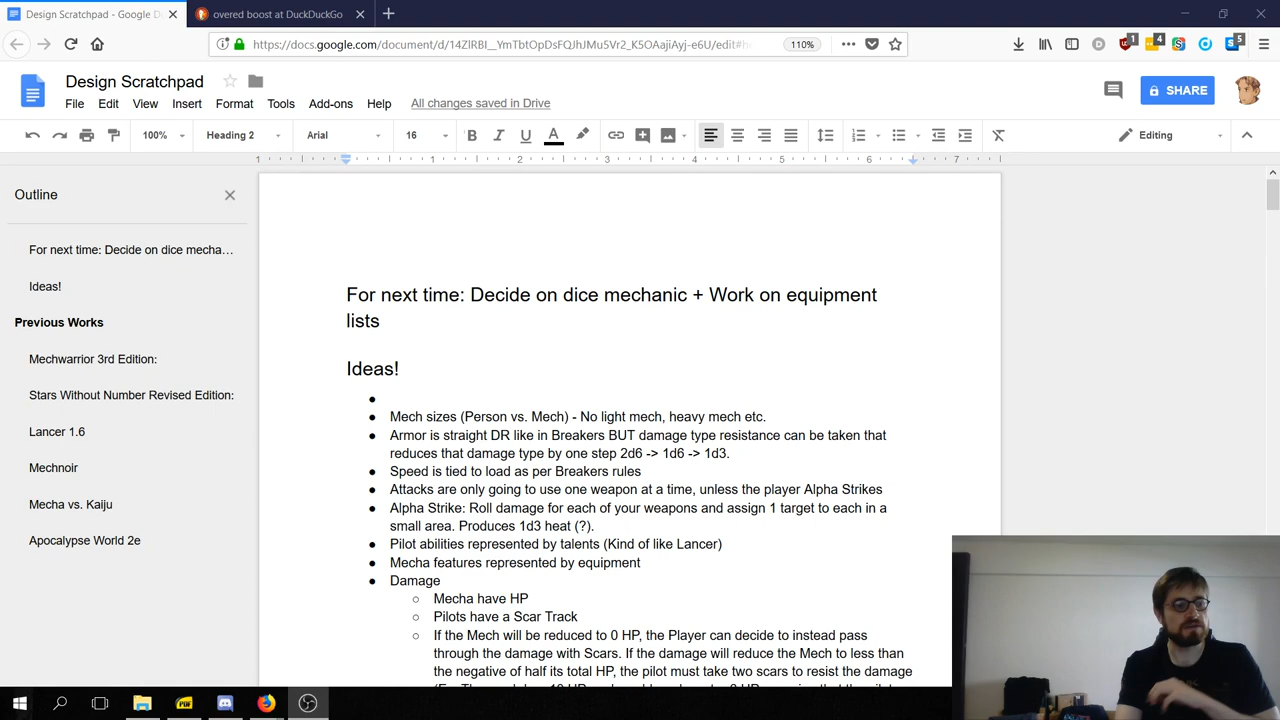 Design Scratchpad - Google D
overed boost at DuckDuckGo
https://docs.google.com/document/d/
110%
1
4
5
Design Scratchpad
File Edit View Insert Format Tools Add-ons Help All changes saved in Drive
SHARE
100% Heading 2 Arial 16 Editing
1 1 2 3 4 5 6 7
Outline
For next time: Decide on dice mecha…
Ideas!
Previous Works
Mechwarrior 3rd Edition:
Stars Without Number Revised Edition:
Lancer 1.6
Mechnoir
Mecha vs. Kaiju
Apocalypse World 2e
For next time: Decide on dice mechanic + Work on equipment
lists
Ideas!
Mech sizes (Person vs. Mech) - No light mech, heavy mech etc.
Armor is straight DR like in Breakers BUT damage type resistance can be taken that
reduces that damage type by one step 2d6 -> 1d6 -> 1d3.
Speed is tied to load as per Breakers rules
Attacks are only going to use one weapon at a time, unless the player Alpha Strikes
Alpha Strike: Roll damage for each of your weapons and assign 1 target to each in a
small area. Produces 1d3 heat (?).
Pilot abilities represented by talents (Kind of like Lancer)
Mecha features represented by equipment
Damage
Mecha have HP
Pilots have a Scar Track
If the Mech will be reduced to 0 HP, the Player can decide to instead pass
through the damage with Scars. If the damage will reduce the Mech to less than
the negative of half its total HP, the pilot must take two scars to resist the damage